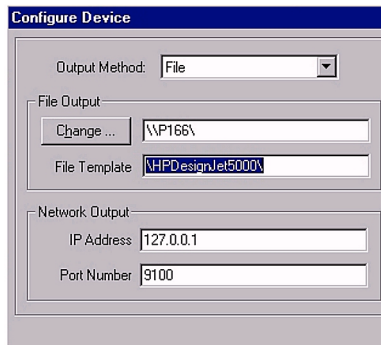 Configure Device
Output Method: File
File Output
Change ... \\P166\
File Template \HPDesignJet5000\
Network Output
IP Address 127.0.0.1
Port Number 9100